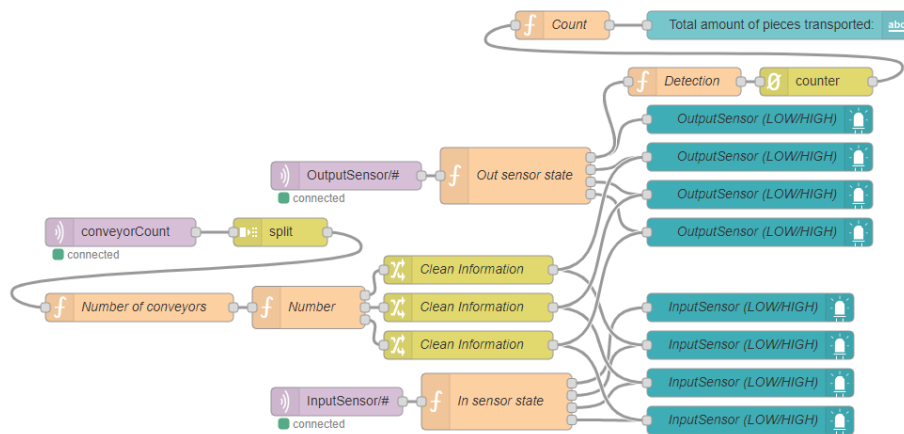 Count
Total amount of pieces transported:
abc
Detection
counter
OutputSensor (LOW/HIGH)
OutputSensor (LOW/HIGH)
OutputSensor/#
Out sensor state
connected
OutputSensor (LOW/HIGH)
conveyorCount
split
OutputSensor (LOW/HIGH)
connected
Clean Information
Number of conveyors
Number
Clean Information
InputSensor (LOW/HIGH)
Clean Information
InputSensor (LOW/HIGH)
InputSensor (LOW/HIGH)
InputSensor/#
In sensor state
connected
InputSensor (LOW/HIGH)